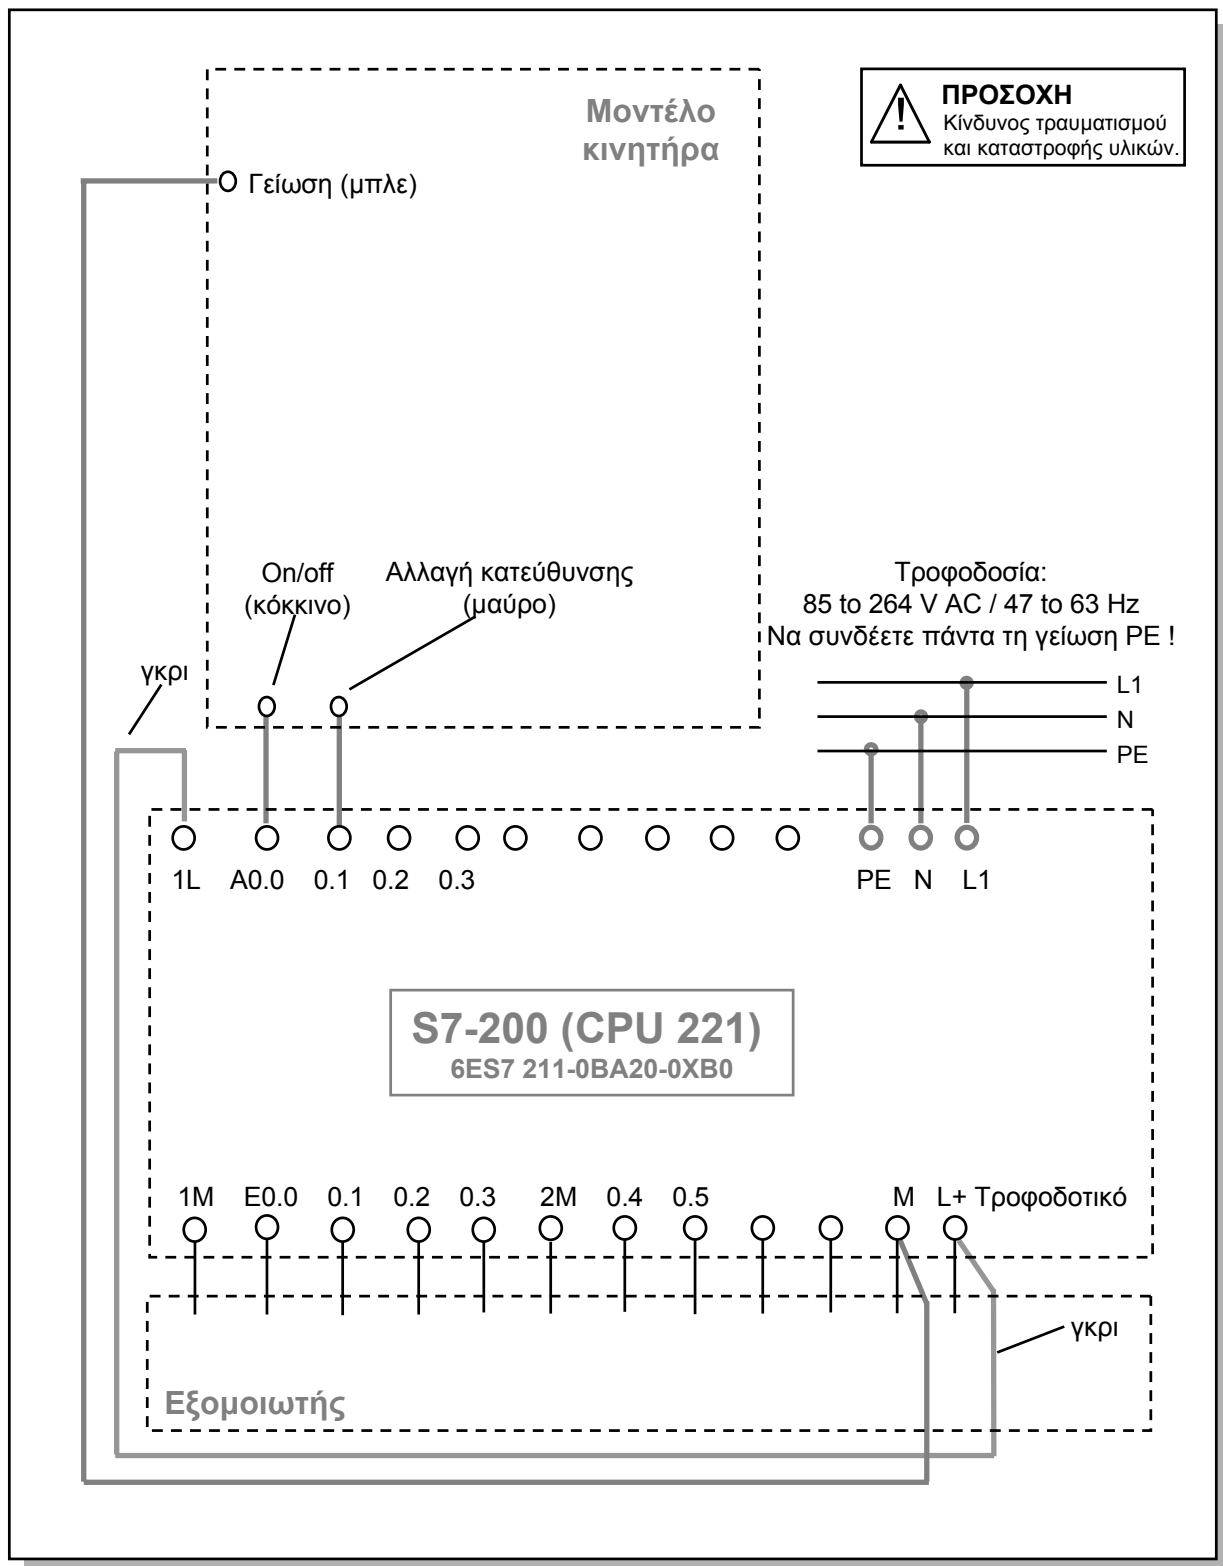 Μοντέλο
κινητήρα
!
ΠΡΟΣΟΧΗ
Κίνδυνος τραυματισμού
και καταστροφής υλικών.
Γείωση (μπλε)
On/off
(κόκκινο)
Αλλαγή κατεύθυνσης
(μαύρο)
Τροφοδοσία:
85 to 264 V AC / 47 to 63 Hz
Να συνδέετε πάντα τη γείωση PE !
γκρι
L1
N
PE
1L A0.0 0.1 0.2 0.3 PE N L1
S7-200 (CPU 221)
6ES7 211-0BA20-0XB0
1M E0.0 0.1 0.2 0.3 2M 0.4 0.5 M L+ Τροφοδοτικό
γκρι
Εξομοιωτής